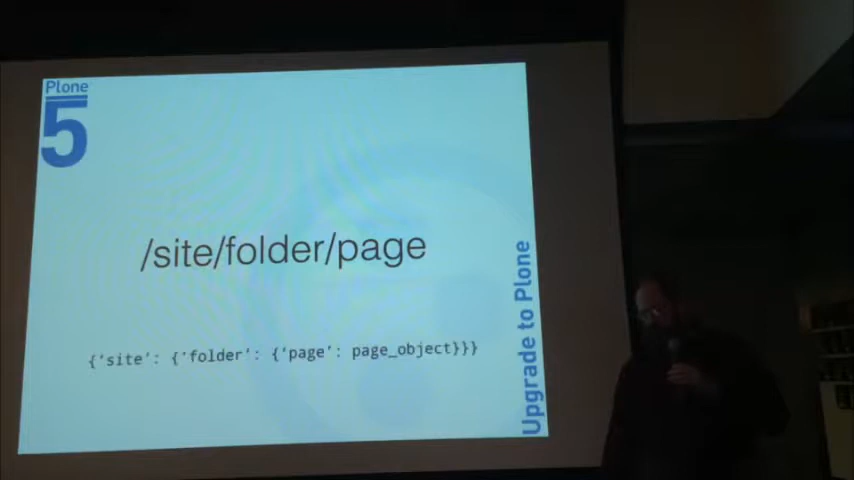 Plone
5
/site/folder/page
{'site': {'folder': {'page': page_object}}}
Upgrade to Plone